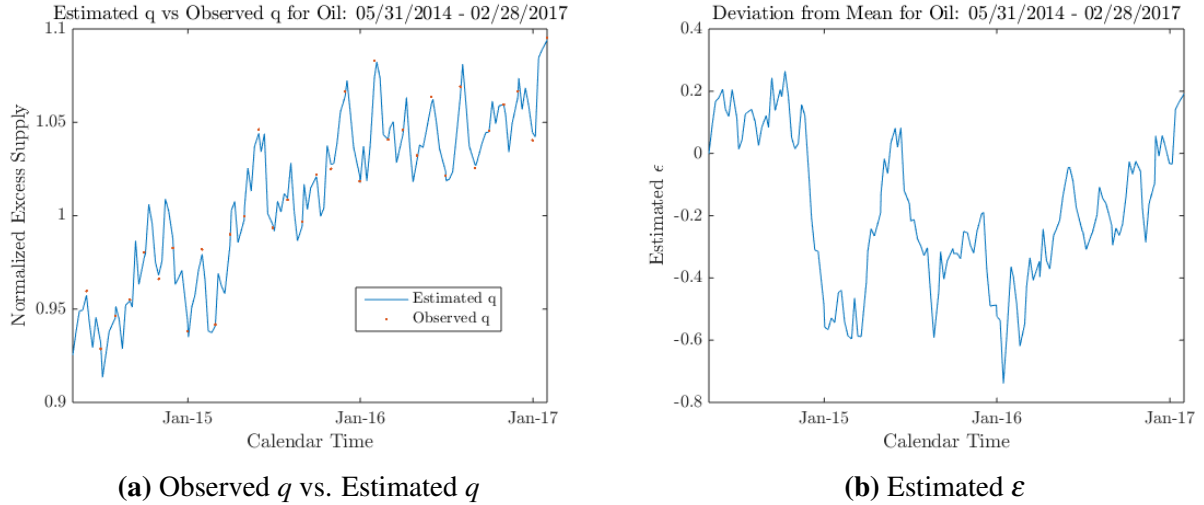 Estimated q vs Observed q for Oil: 05/31/2014 - 02/28/2017
1.1
1.05
1
0.95
0.9
Normalized Excess Supply
Estimated q
Observed q
Jan-15
Jan-16
Jan-17
Calendar Time
(a) Observed q vs. Estimated q
Deviation from Mean for Oil: 05/31/2014 - 02/28/2017
0.4
0.2
0
-0.2
-0.4
-0.6
-0.8
Estimated ϵ
Jan-15
Jan-16
Jan-17
Calendar Time
(b) Estimated ε